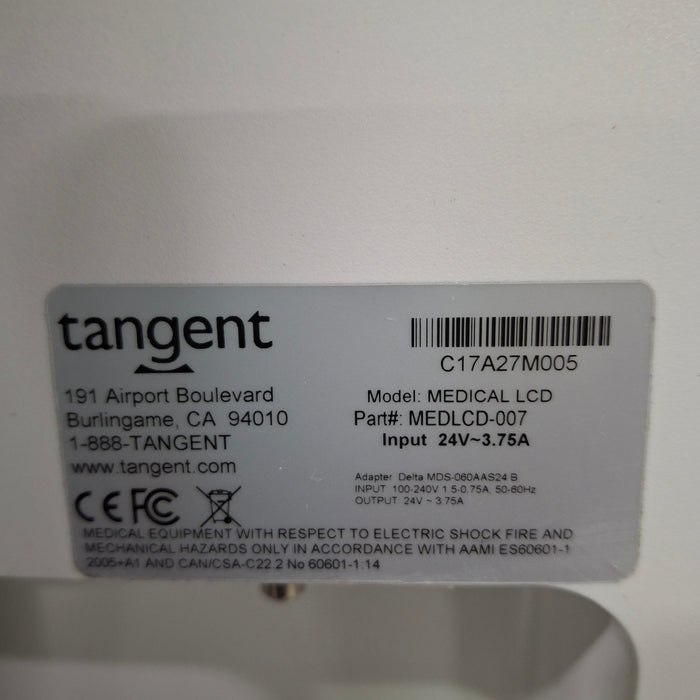 tangent
191 Airport Boulevard
Burlingame, CA 94010
1-888-TANGENT
www.tangent.com
C17A27M005
Model: MEDICAL LCD
Part#: MEDLCD-007
Input 24V~3.75A
Adapter Delta MDS-060AAS24 B
INPUT 100-240V 1.5-0.75A, 50-60Hz
OUTPUT 24V ~ 3.75A
CE FC
MEDICAL EQUIPMENT WITH RESPECT TO ELECTRIC SHOCK FIRE AND
MECHANICAL HAZARDS ONLY IN ACCORDANCE WITH AAMI ES60601-1
2005+A1 AND CAN/CSA-C22.2 No 60601-1:14